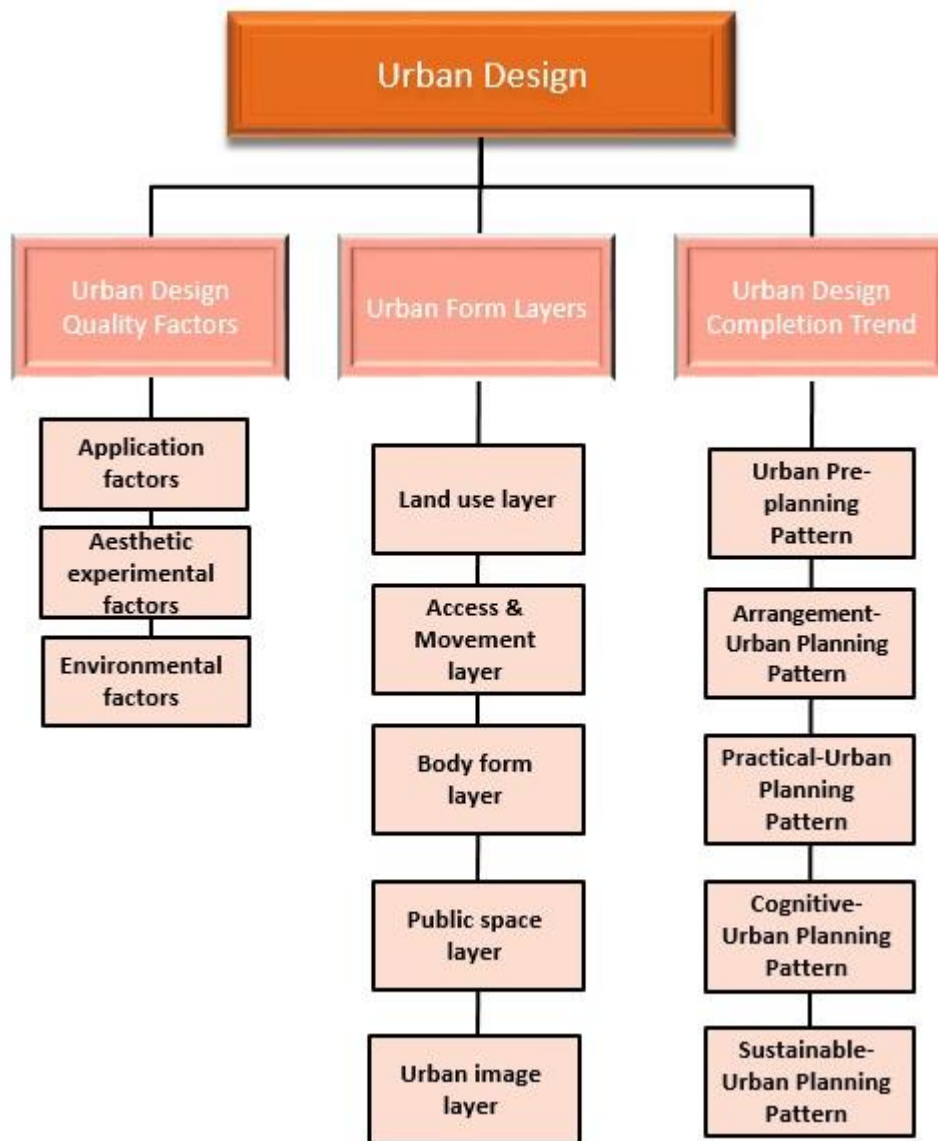 Urban Design
Urban Design
Quality Factors
Application
factors
Aesthetic
experimental
factors
Environmental
factors
Urban Form Layers
Land use layer
Access &
Movement
layer
Body form
layer
Public space
layer
Urban image
layer
Urban Design
Completion Trend
Urban Pre-
planning
Pattern
Arrangement-
Urban Planning
Pattern
Practical-Urban
Planning
Pattern
Cognitive-
Urban Planning
Pattern
Sustainable-
Urban Planning
Pattern